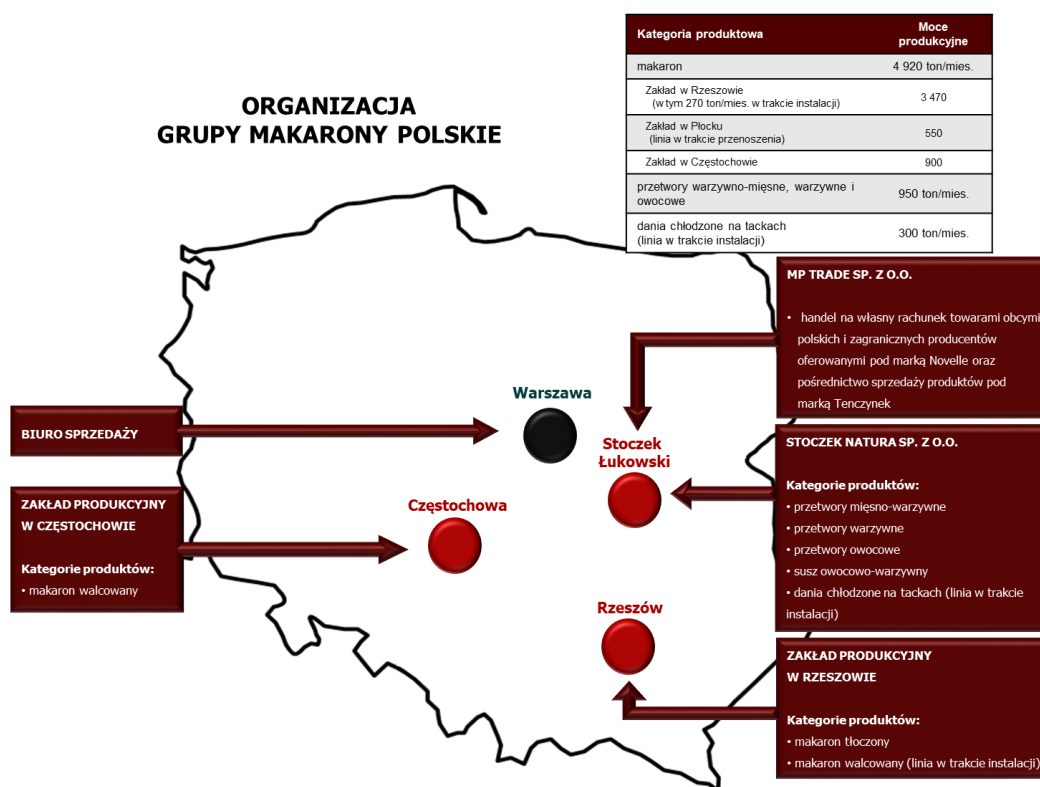 ORGANIZACJA
GRUPY MAKARONY POLSKIE
Kategoria produktowa Moce produkcyjne
makaron 4 920 ton/mies.
Zakład w Rzeszowie
(w tym 270 ton/mies. w trakcie instalacji) 3 470
Zakład w Płocku
(linia w trakcie przenoszenia) 550
Zakład w Częstochowie 900
przetwory warzywno-mięsne, warzywne i
owocowe 950 ton/mies.
dania chłodzone na tackach
(linia w trakcie instalacji) 300 ton/mies.
MP TRADE SP. Z O.O.
• handel na własny rachunek towarami obcymi
polskich i zagranicznych producentów
oferowanymi pod marką Novelle oraz
pośrednictwo sprzedaży produktów pod
marką Tenczynek
Warszawa
BIURO SPRZEDAŻY
Stoczek
Łukowski
STOCZEK NATURA SP. Z O.O.
Kategorie produktów:
• przetwory mięsno-warzywne
• przetwory warzywne
• przetwory owocowe
• susz owocowo-warzywny
• dania chłodzone na tackach (linia w trakcie
instalacji)
Częstochowa
ZAKŁAD PRODUKCYJNY
W CZĘSTOCHOWIE
Kategorie produktów:
• makaron walcowany
Rzeszów
ZAKŁAD PRODUKCYJNY
W RZESZOWIE
Kategorie produktów:
• makaron tłoczony
• makaron walcowany (linia w trakcie instalacji)